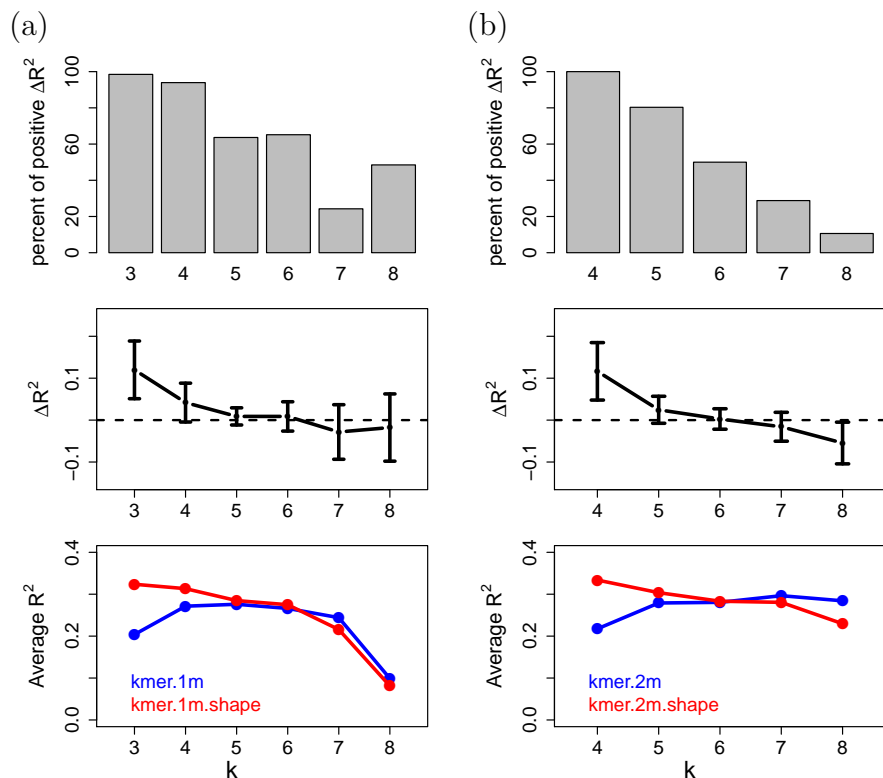 (a)
percent of positive ΔR²
0 20 60 100
3 4 5 6 7 8
ΔR²
−0.1 0.1
3 4 5 6 7 8
Average R²
0.0 0.2 0.4
kmer.1m
kmer.1m.shape
3 4 5 6 7 8
k
(b)
percent of positive ΔR²
0 20 60 100
4 5 6 7 8
ΔR²
−0.1 0.1
4 5 6 7 8
Average R²
0.0 0.2 0.4
kmer.2m
kmer.2m.shape
4 5 6 7 8
k